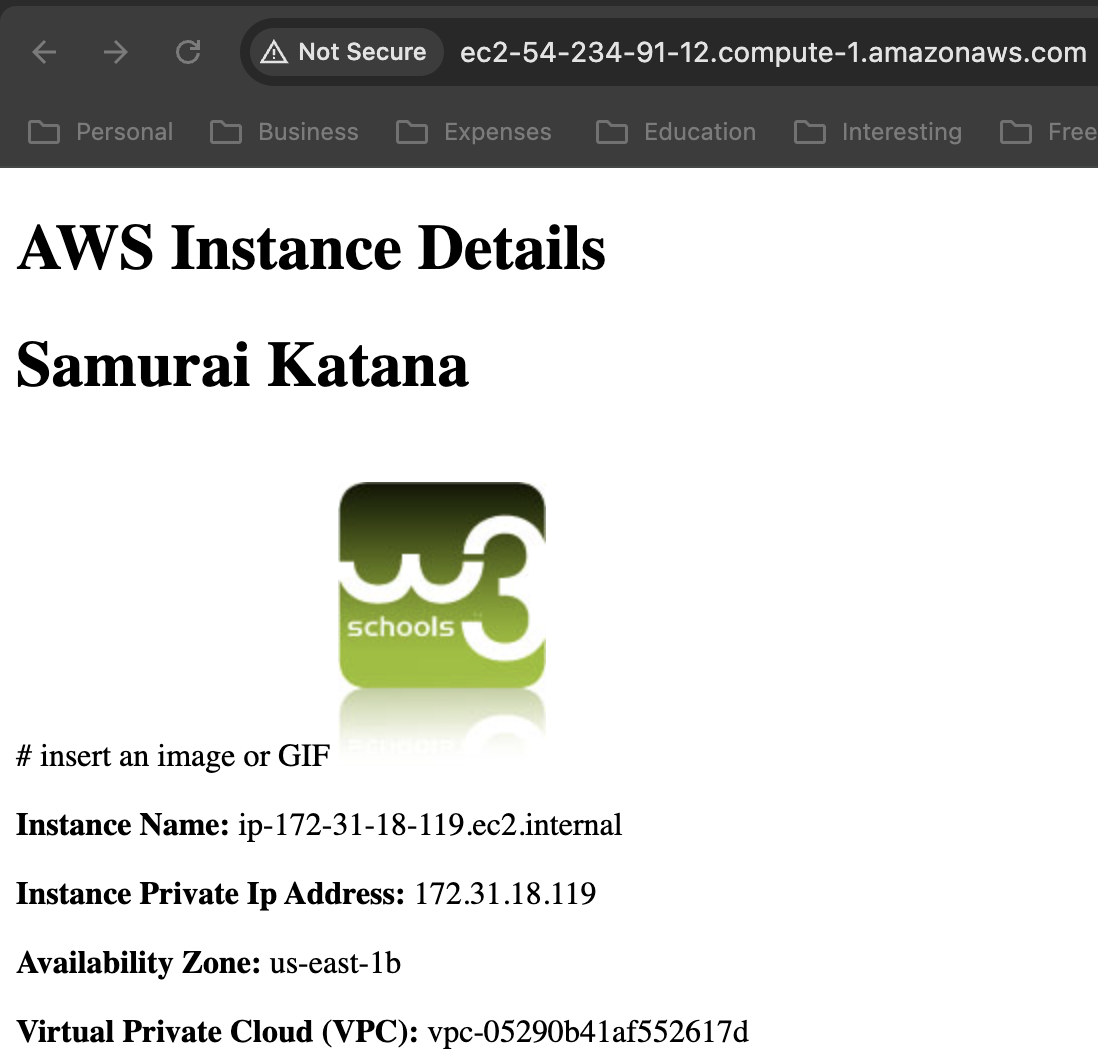 Not Secure ec2-54-234-91-12.compute-1.amazonaws.com
Personal Business Expenses Education Interesting Free
AWS Instance Details
Samurai Katana
w3
schools
# insert an image or GIF
Instance Name: ip-172-31-18-119.ec2.internal
Instance Private Ip Address: 172.31.18.119
Availability Zone: us-east-1b
Virtual Private Cloud (VPC): vpc-05290b41af552617d